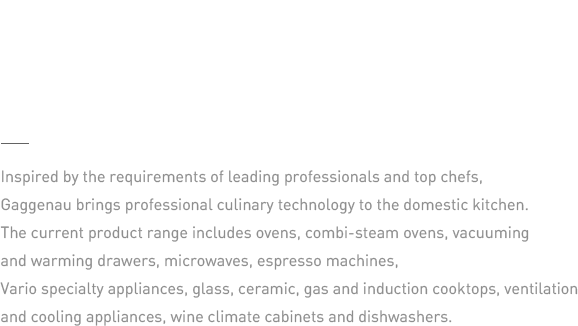 Inspired by the requirements of leading professionals and top chefs,
Gaggenau brings professional culinary technology to the domestic kitchen.
The current product range includes ovens, combi-steam ovens, vacuuming
and warming drawers, microwaves, espresso machines,
Vario specialty appliances, glass, ceramic, gas and induction cooktops, ventilation
and cooling appliances, wine climate cabinets and dishwashers.